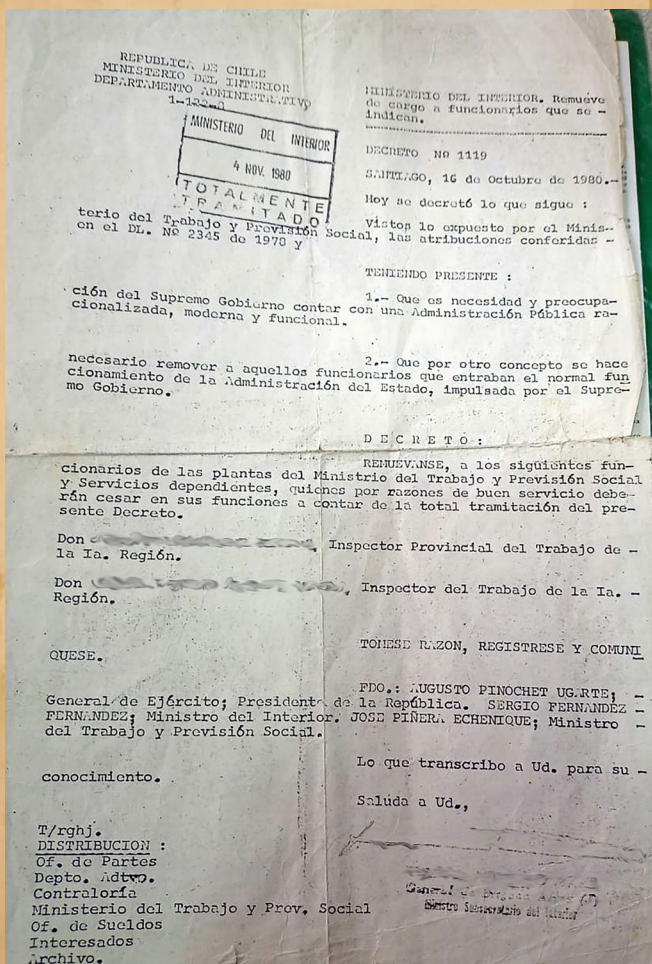 REPUBLICA DE CHILE
MINISTERIO DEL INTERIOR
DEPARTAMENTO ADMINISTRATIVO
MINISTERIO DEL INTERIOR
4 NOV. 1980
TOTALMENTE
TRAMITADO
MINISTERIO DEL INTERIOR. Remueve
de cargo a funcionarios que se -
indican.
DECRETO Nº 1119
SANTIAGO, 16 de Octubre de 1980.-
Hoy se decretó lo que sigue :
Vistos lo expuesto por el Minis-
terio del Trabajo y Previsión Social, las atribuciones conferidas -
en el DL. Nº 2345 de 1978 y
TENIENDO PRESENTE :
1.- Que es necesidad y preocupa-
ción del Supremo Gobierno contar con una Administración Pública ra-
cionalizada, moderna y funcional.
2.- Que por otro concepto se hace
necesario remover a aquellos funcionarios que entraban el normal fun
cionamiento de la Administración del Estado, impulsada por el Supre-
mo Gobierno.
D E C R E T O :
REMUEVANSE, a los siguientes fun-
cionarios de las plantas del Ministrio del Trabajo y Previsión Social
y Servicios dependientes, quienes por razones de buen servicio debe-
rán cesar en sus funciones a contar de la total tramitación del pre-
sente Decreto.
Don , Inspector Provincial del Trabajo de -
la Ia. Región.
Don , Inspector del Trabajo de la Ia. -
Región.
TOMESE RAZON, REGISTRESE Y COMUNI
QUESE.
FDO.: AUGUSTO PINOCHET UGARTE; -
General de Ejército; Presidente de la República. SERGIO FERNANDEZ -
FERNANDEZ; Ministro del Interior. JOSE PIÑERA ECHENIQUE; Ministro -
del Trabajo y Previsión Social.
Lo que transcribo a Ud. para su -
conocimiento.
Saluda a Ud.,
T/rghj.
DISTRIBUCION :
Of. de Partes
Depto. Adtvo.
Contraloría
Ministerio del Trabajo y Prev. Social
Of. de Sueldos
Interesados
Archivo.
General de
Ministro Subsecretario del Interior